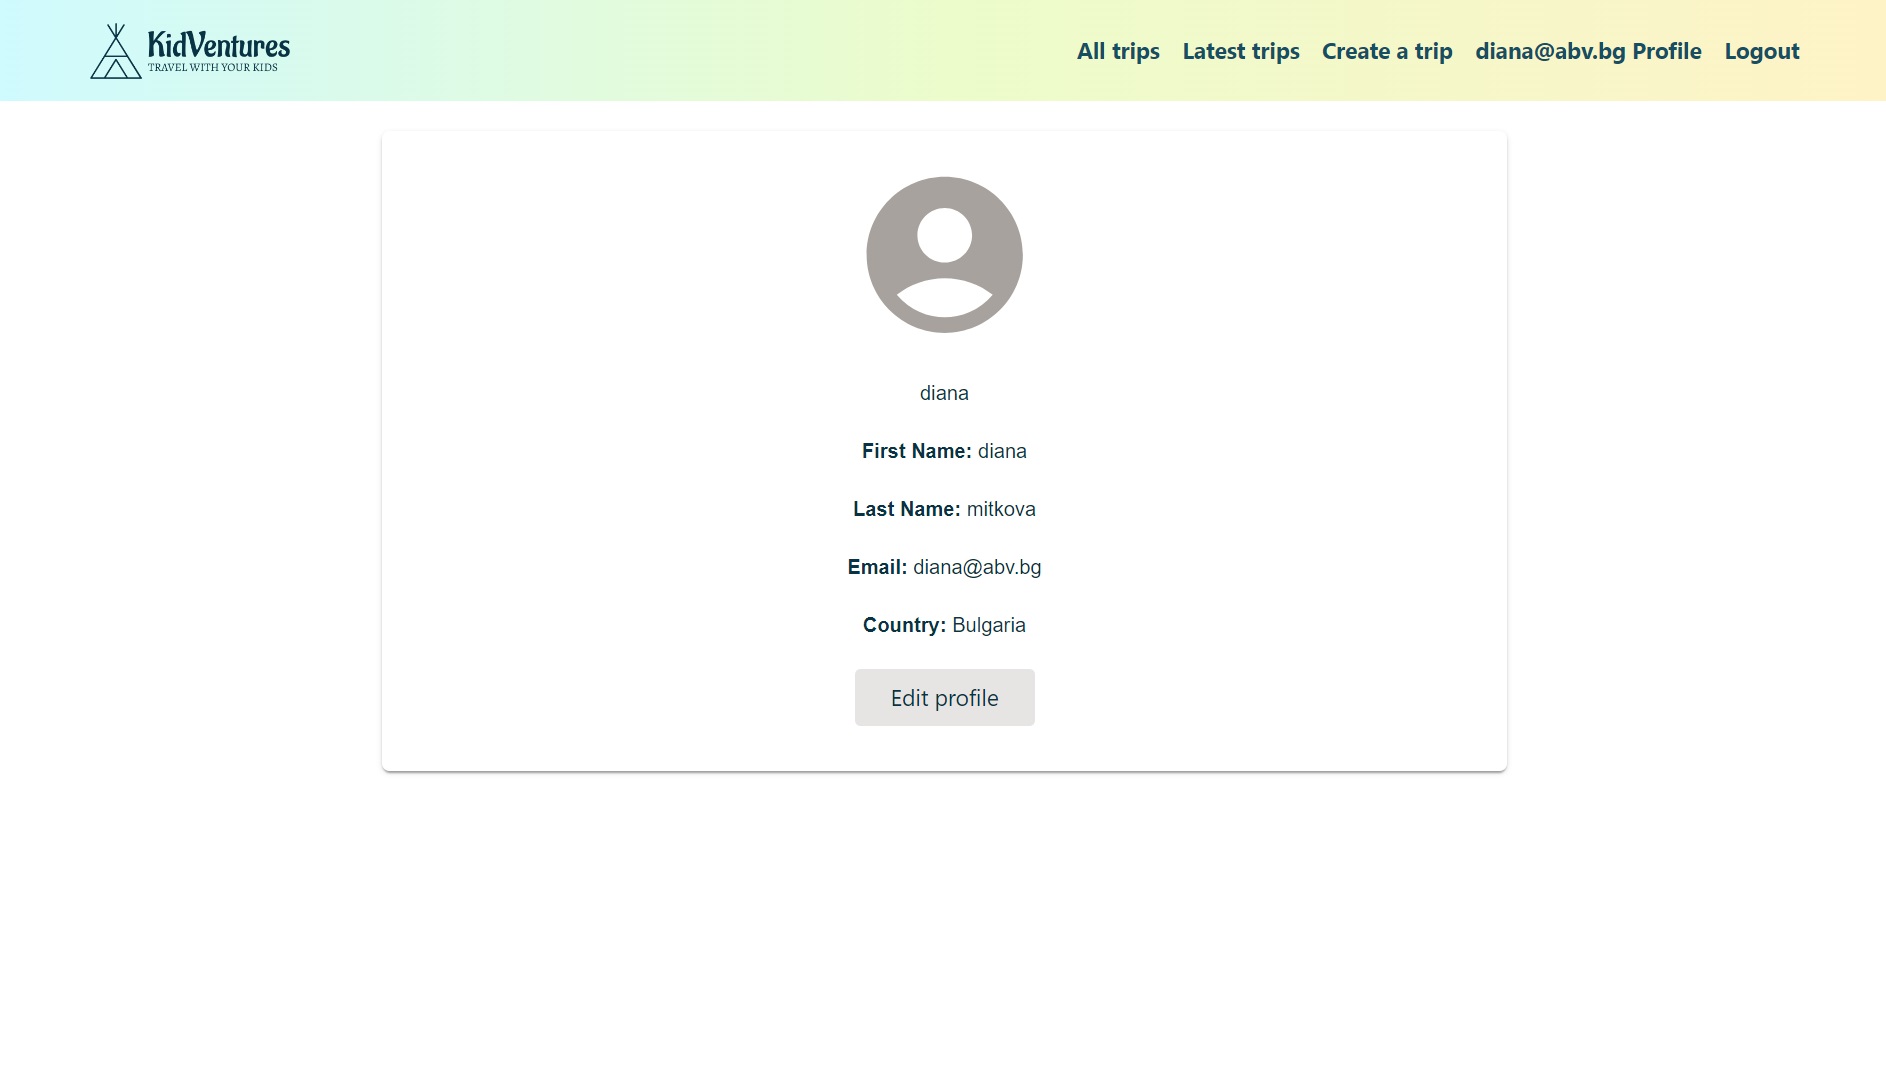 KidVentures
TRAVEL WITH YOUR KIDS
All trips Latest trips Create a trip diana@abv.bg Profile Logout
diana
First Name: diana
Last Name: mitkova
Email: diana@abv.bg
Country: Bulgaria
Edit profile